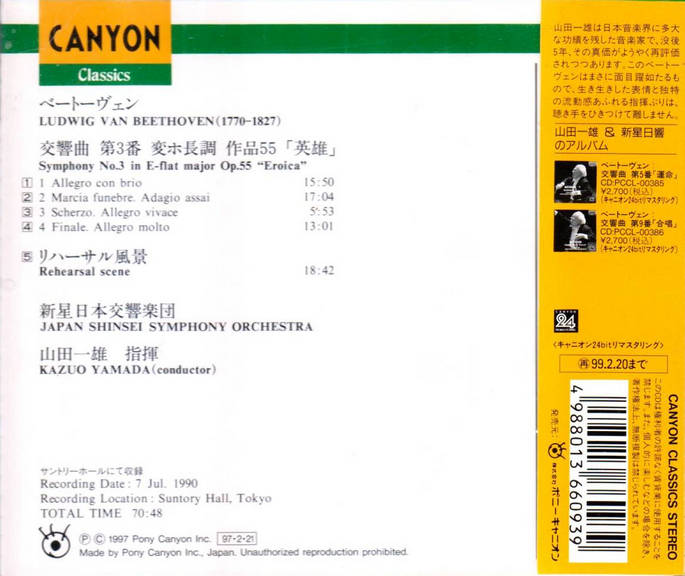 CANYON
Classics
ベートーヴェン
LUDWIG VAN BEETHOVEN(1770-1827)
交響曲 第3番 変ホ長調 作品55「英雄」
Symphony No.3 in E-flat major Op.55 “Eroica”
1 1 Allegro con brio 15:50
2 2 Marcia funebre. Adagio assai 17:04
3 3 Scherzo. Allegro vivace 5:53
4 4 Finale. Allegro molto 13:01
5 リハーサル風景
Rehearsal scene 18:42
新星日本交響楽団
JAPAN SHINSEI SYMPHONY ORCHESTRA
山田一雄 指揮
KAZUO YAMADA(conductor)
サントリーホールにて収録
Recording Date : 7 Jul. 1990
Recording Location : Suntory Hall, Tokyo
TOTAL TIME 70:48
Ⓟ Ⓒ 1997 Pony Canyon Inc. 97-2-21
Made by Pony Canyon Inc., Japan. Unauthorized reproduction prohibited.
山田一雄は日本音楽界に多大
な功績を残した音楽家で、没後
5年、その真価がようやく再評価
されつつあります。このベートー
ヴェンはまさに面目躍如たるも
ので、生き生きした表情と独特
の流動感あふれる指揮ぶりは、
聴き手をひきつけて離しません。
山田一雄 & 新星日響
のアルバム
ベートーヴェン:
交響曲 第5番「運命」
CD:PCCL-00385
¥2,700(税込)
(キャニオン24bitリマスタリング)
ベートーヴェン:
交響曲 第9番「合唱」
CD:PCCL-00386
¥2,700(税込)
(キャニオン24bitリマスタリング)
CANYON
24
<キャニオン24bitリマスタリング>
再99.2.20まで
CANYON CLASSICS STEREO
このCDは権利者の許諾なく賃貸業に使用することを
禁じます。また、個人的に楽しむなどの場合を除き、
著作権法上、無断複製は禁じられています。
4 988013 660939
発売元:
株式会社 ポニーキャニオン